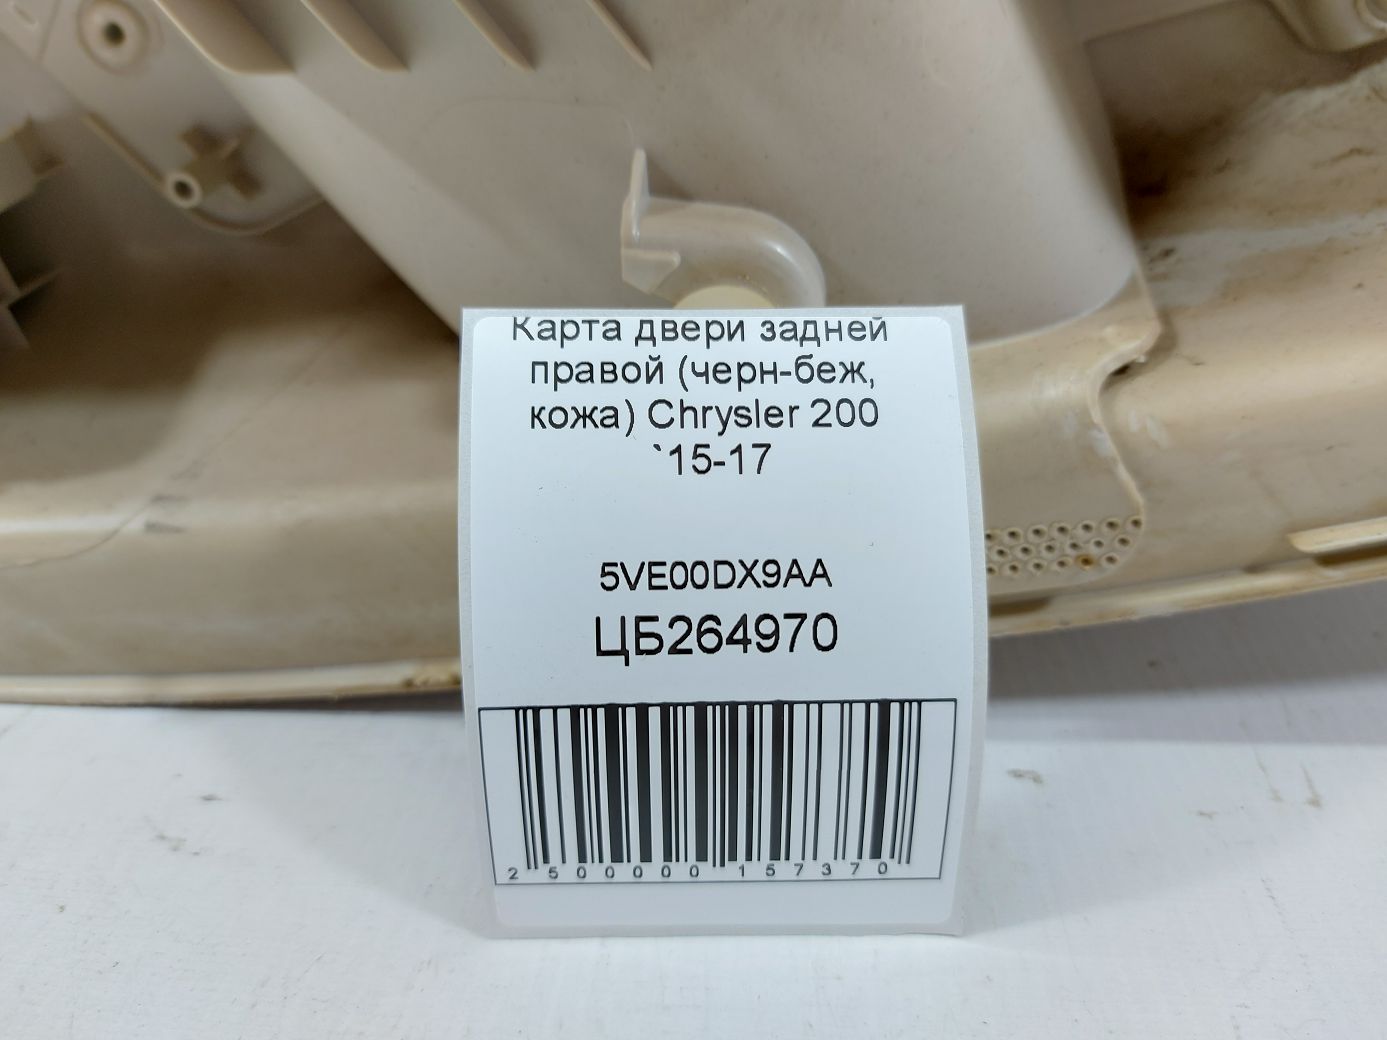 Карта двери задней
правой (черн-беж,
кожа) Chrysler 200
`15-17
5VE00DX9AA
ЦБ264970
2 500000 157370